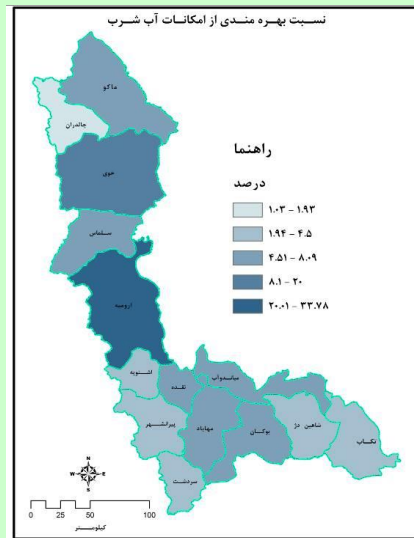 نسبت بهره مندی از امکانات آب شرب
ماکو
چالدران
راهنما
خوی
درصد
۱.۰۳ - ۱.۹۳
۱.۹۴ - ۴.۵
سلماس
۴.۵۱ - ۸.۰۹
۸.۱ - ۲۰
ارومیه
۲۰.۰۱ - ۳۳.۷۸
اشنویه
میاندوآب
نقده
پیرانشهر
مهاباد
شاهین دژ
بوکان
تکاب
سردشت
N
W E
S
0 25 50 100
کیلومتر